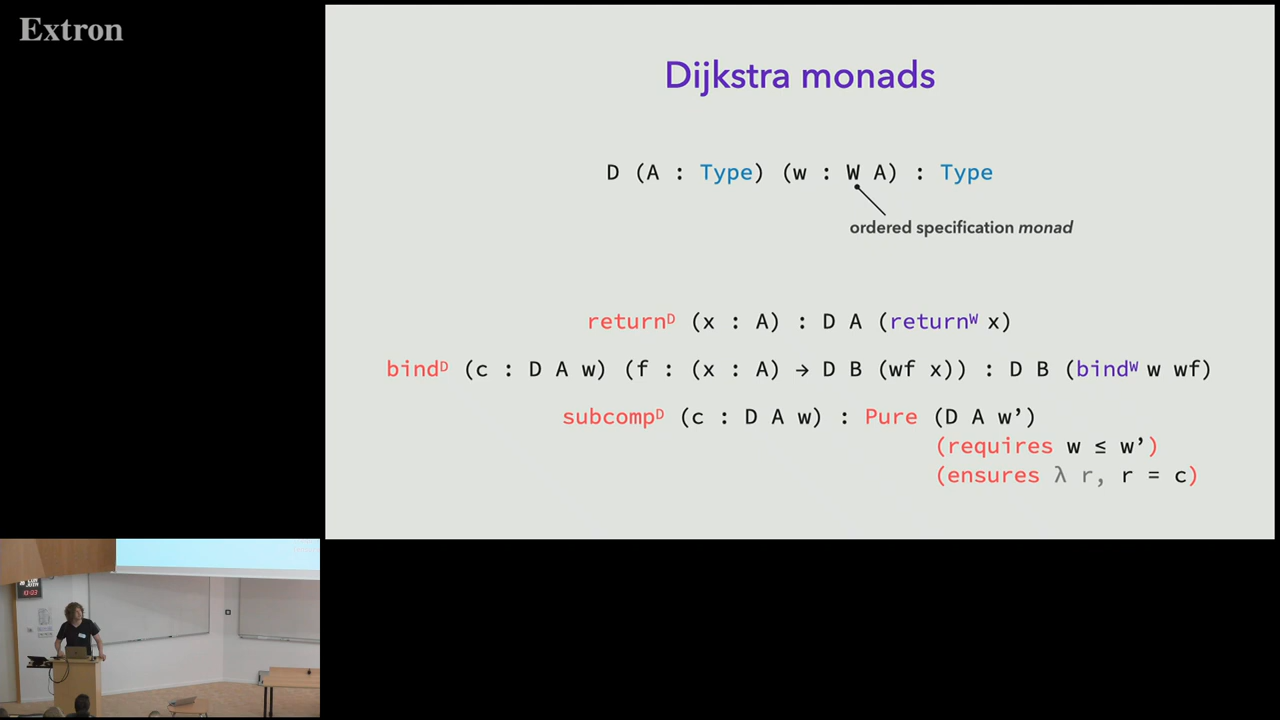 Extron
Dijkstra monads
D (A : Type) (w : W A) : Type
ordered specification monad
returnᴰ (x : A) : D A (returnᵂ x)
bindᴰ (c : D A w) (f : (x : A) → D B (wf x)) : D B (bindᵂ w wf)
subcompᴰ (c : D A w) : Pure (D A w’)
(requires w ≤ w’)
(ensures λ r, r = c)